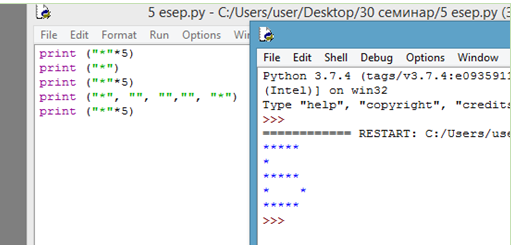 5 esep.py - C:/Users/user/Desktop/30 семинар/5 esep.py (3
File Edit Format Run Options
print ("*"*5)
print ("*")
print ("*"*5)
print ("*", "", "","", "*")
print ("*"*5)
File Edit Shell Debug Options Window
Python 3.7.4 (tags/v3.7.4:e093591
(Intel)] on win32
Type "help", "copyright", "credits
>>>
============ RESTART: C:/Users/use
*****
*
*****
*    *
*****
>>>